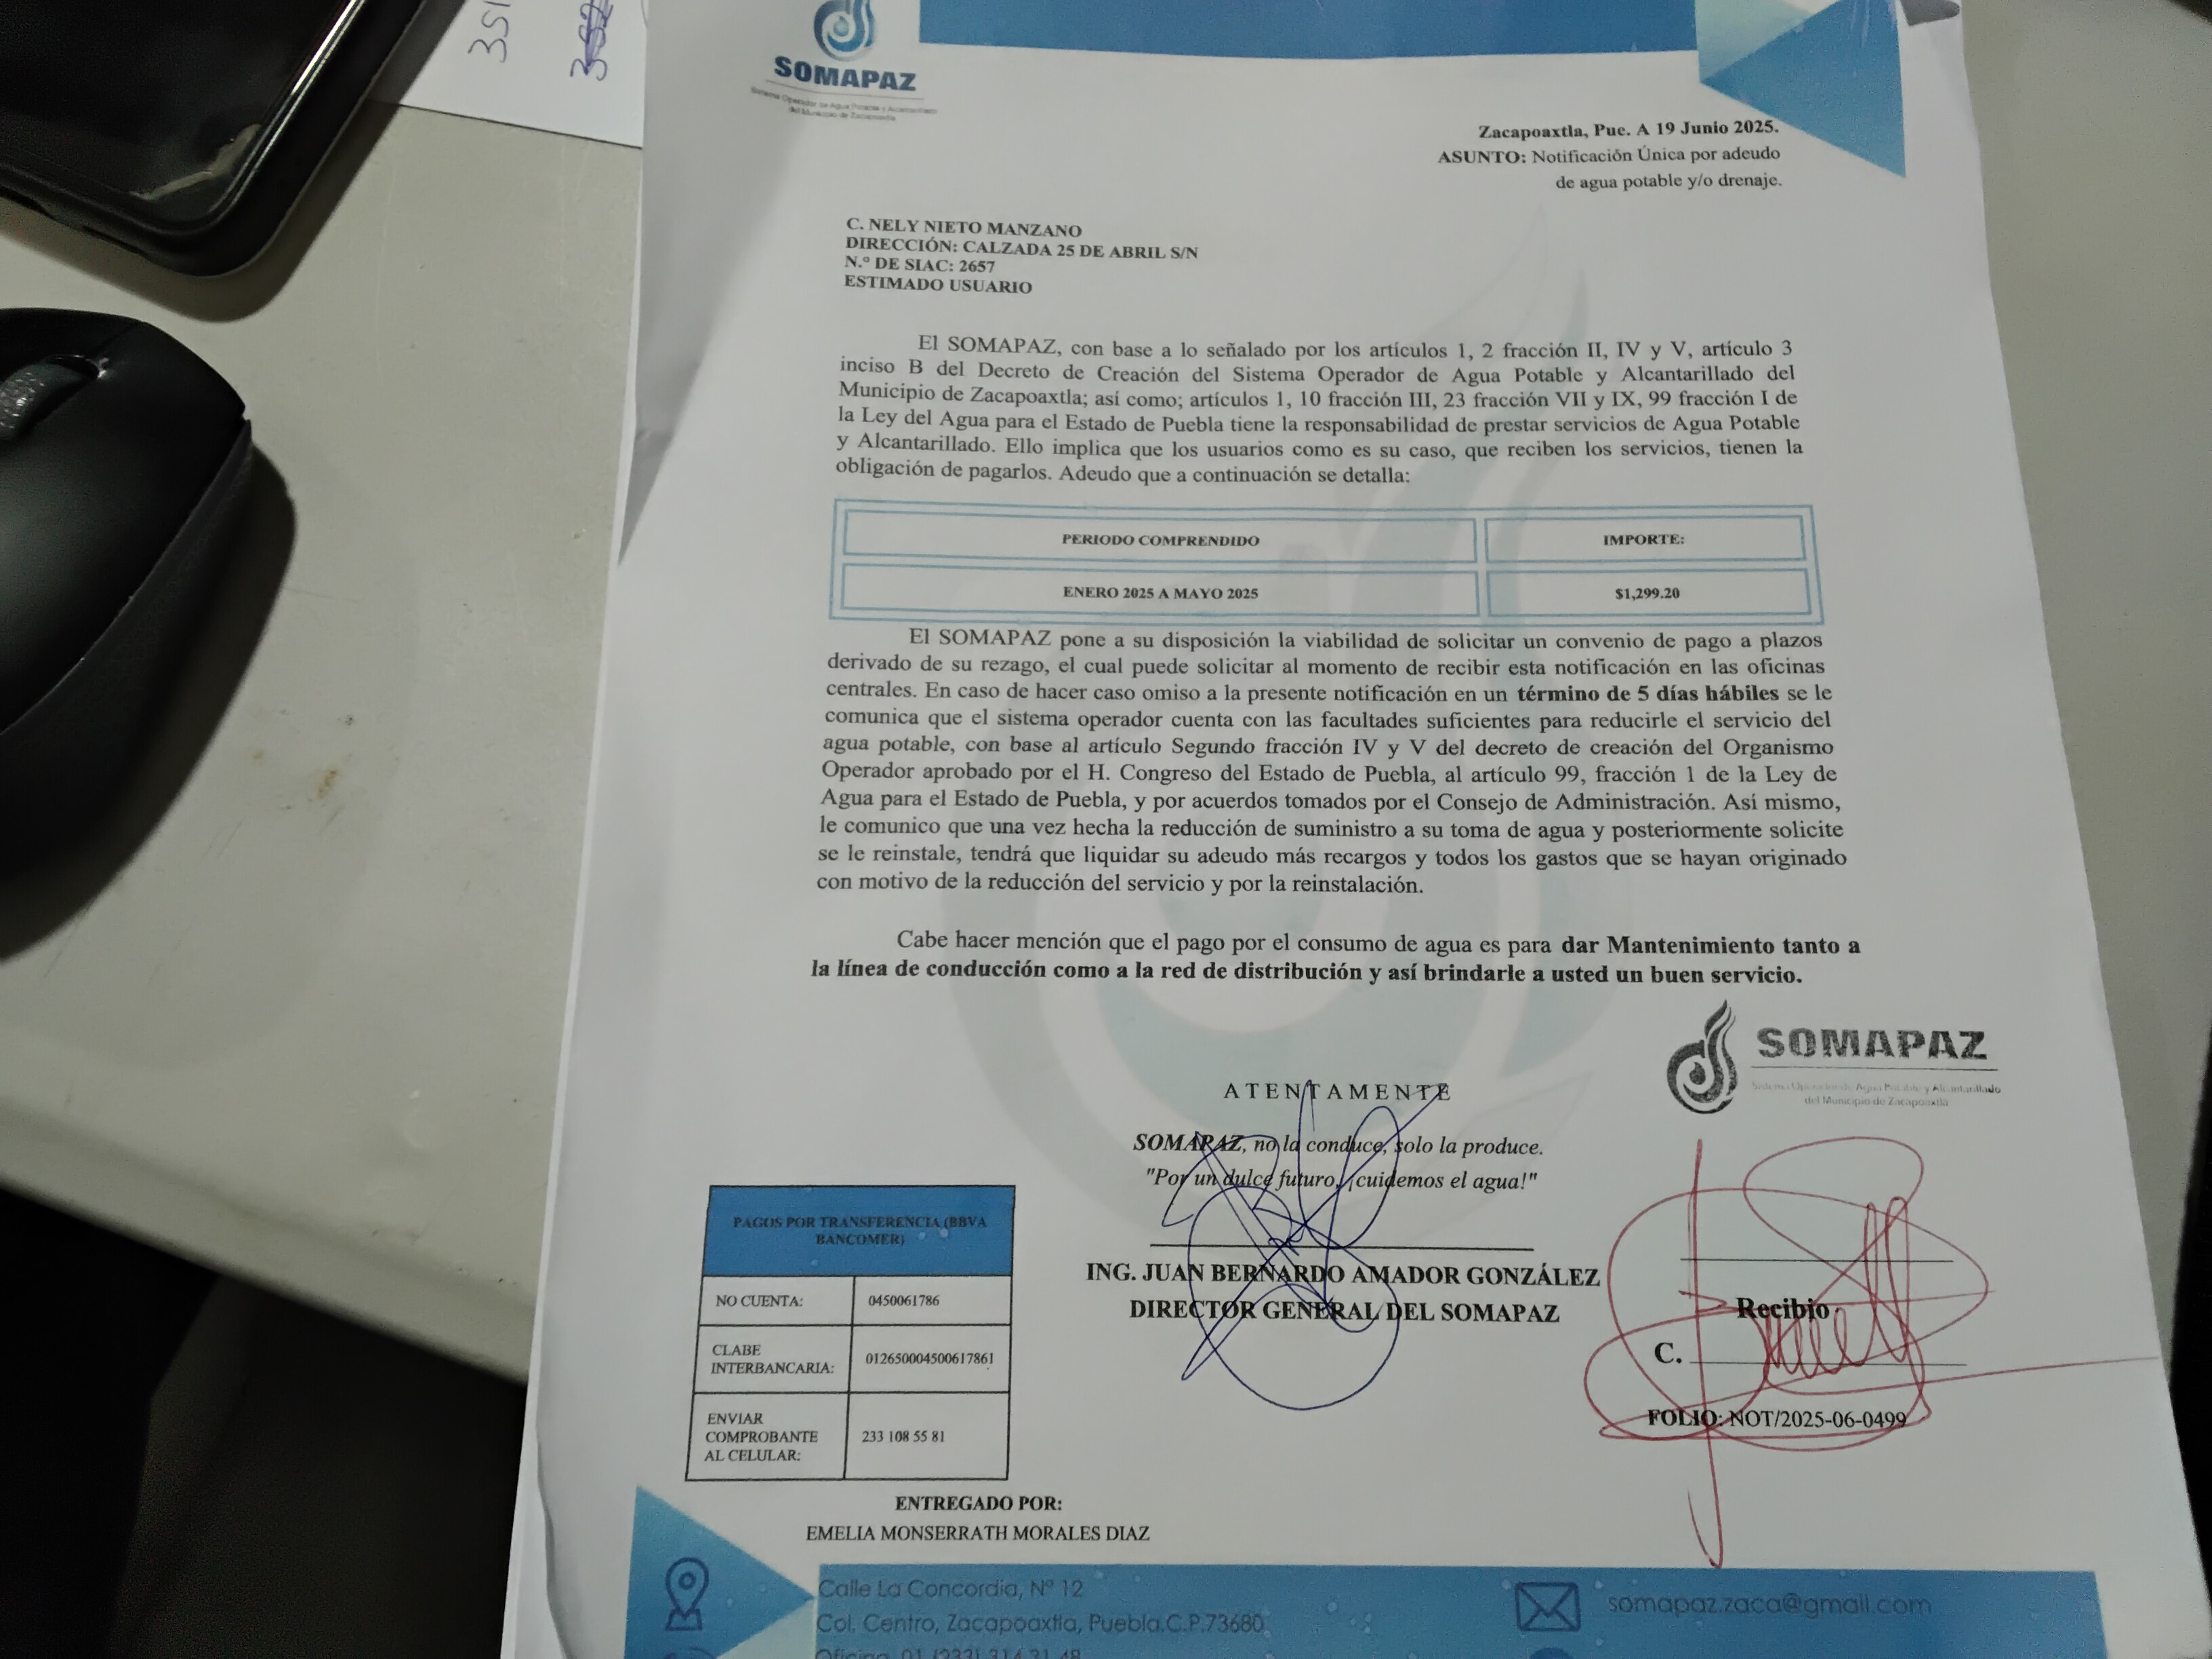 351
SOMAPAZ
Sistema Operador de Agua Potable y Alcantarillado
del Municipio de Zacapoaxtla
Zacapoaxtla, Pue. A 19 Junio 2025.
ASUNTO: Notificación Única por adeudo
de agua potable y/o drenaje.
C. NELY NIETO MANZANO
DIRECCIÓN: CALZADA 25 DE ABRIL S/N
N.° DE SIAC: 2657
ESTIMADO USUARIO
El SOMAPAZ, con base a lo señalado por los artículos 1, 2 fracción II, IV y V, artículo 3
inciso B del Decreto de Creación del Sistema Operador de Agua Potable y Alcantarillado del
Municipio de Zacapoaxtla; así como; artículos 1, 10 fracción III, 23 fracción VII y IX, 99 fracción I de
la Ley del Agua para el Estado de Puebla tiene la responsabilidad de prestar servicios de Agua Potable
y Alcantarillado. Ello implica que los usuarios como es su caso, que reciben los servicios, tienen la
obligación de pagarlos. Adeudo que a continuación se detalla:
PERIODO COMPRENDIDO IMPORTE:
ENERO 2025 A MAYO 2025 $1,299.20
El SOMAPAZ pone a su disposición la viabilidad de solicitar un convenio de pago a plazos
derivado de su rezago, el cual puede solicitar al momento de recibir esta notificación en las oficinas
centrales. En caso de hacer caso omiso a la presente notificación en un término de 5 días hábiles se le
comunica que el sistema operador cuenta con las facultades suficientes para reducirle el servicio del
agua potable, con base al artículo Segundo fracción IV y V del decreto de creación del Organismo
Operador aprobado por el H. Congreso del Estado de Puebla, al artículo 99, fracción 1 de la Ley de
Agua para el Estado de Puebla, y por acuerdos tomados por el Consejo de Administración. Así mismo,
le comunico que una vez hecha la reducción de suministro a su toma de agua y posteriormente solicite
se le reinstale, tendrá que liquidar su adeudo más recargos y todos los gastos que se hayan originado
con motivo de la reducción del servicio y por la reinstalación.
Cabe hacer mención que el pago por el consumo de agua es para dar Mantenimiento tanto a
la línea de conducción como a la red de distribución y así brindarle a usted un buen servicio.
SOMAPAZ
Sistema Operador de Agua Potable y Alcantarillado
del Municipio de Zacapoaxtla
ATENTAMENTE
SOMAPAZ, no la conduce, solo la produce.
"Por un dulce futuro, ¡cuidemos el agua!"
ING. JUAN BERNARDO AMADOR GONZÁLEZ
DIRECTOR GENERAL DEL SOMAPAZ
Recibio
C.
FOLIO: NOT/2025-06-0499
PAGOS POR TRANSFERENCIA (BBVA
BANCOMER)
NO CUENTA: 0450061786
CLABE
INTERBANCARIA: 012650004500617861
ENVIAR
COMPROBANTE
AL CELULAR: 233 108 55 81
ENTREGADO POR:
EMELIA MONSERRATH MORALES DIAZ
Calle La Concordia, Nº 12
Col. Centro, Zacapoaxtla, Puebla.C.P.73680
Oficina 01 (233) 314 21 48
somapaz.zaca@gmail.com